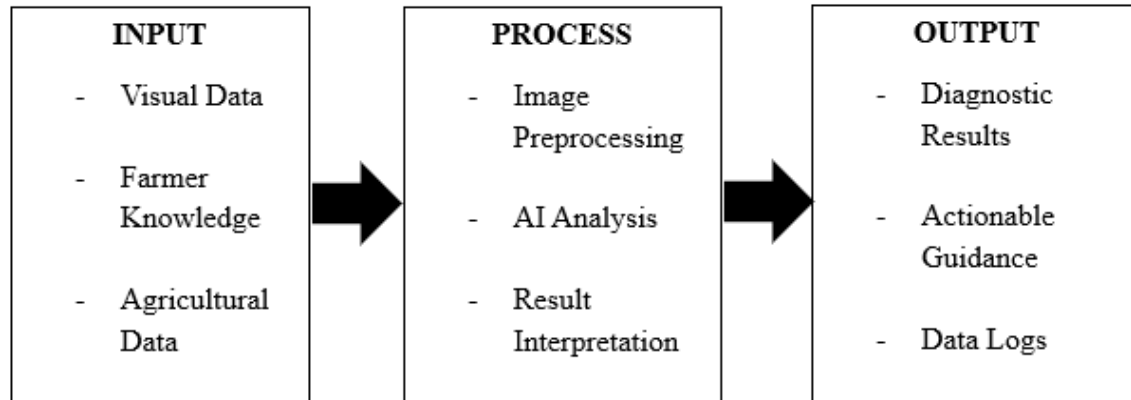 INPUT
- Visual Data
- Farmer
Knowledge
- Agricultural
Data
PROCESS
- Image
Preprocessing
- AI Analysis
- Result
Interpretation
OUTPUT
- Diagnostic
Results
- Actionable
Guidance
- Data Logs